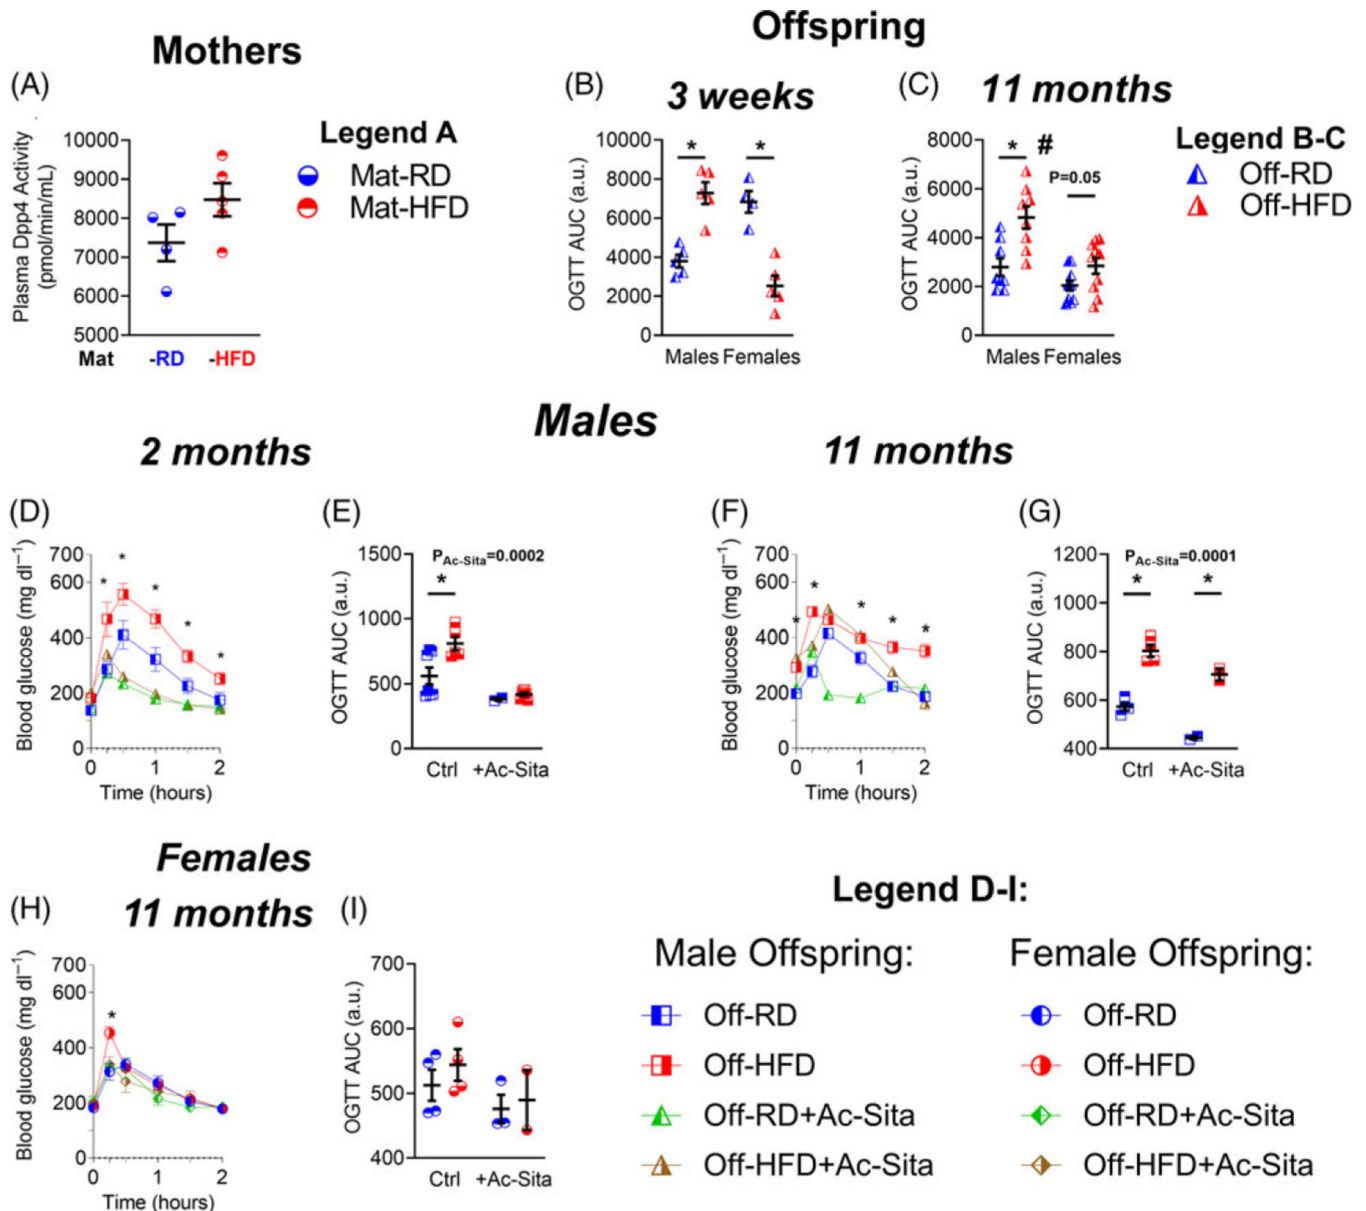 Mothers
Offspring
(A)
Plasma Dpp4 Activity
(pmol/min/mL)
10000
9000
8000
7000
6000
5000
Mat -RD -HFD
Legend A
Mat-RD
Mat-HFD
(B)
3 weeks
OGTT AUC (a.u.)
10000
8000
6000
4000
2000
0
* *
Males Females
(C)
11 months
OGTT AUC (a.u.)
8000
6000
4000
2000
0
* #
P=0.05
Males Females
Legend B-C
Off-RD
Off-HFD
Males
2 months
11 months
(D)
Blood glucose (mg dl−1)
700
600
400
200
0
* * * * *
0 1 2
Time (hours)
(E)
OGTT AUC (a.u.)
1500
1000
500
0
PAc-Sita=0.0002
*
Ctrl +Ac-Sita
(F)
Blood glucose (mg dl−1)
700
600
400
200
0
* * * * *
0 1 2
Time (hours)
(G)
OGTT AUC (a.u.)
1200
1000
800
600
400
PAc-Sita=0.0001
* *
Ctrl +Ac-Sita
Females
11 months
(H)
Blood glucose (mg dl−1)
700
600
400
200
0
*
0 1 2
Time (hours)
(I)
OGTT AUC (a.u.)
700
600
500
400
Ctrl +Ac-Sita
Legend D-I:
Male Offspring:
Off-RD
Off-HFD
Off-RD+Ac-Sita
Off-HFD+Ac-Sita
Female Offspring:
Off-RD
Off-HFD
Off-RD+Ac-Sita
Off-HFD+Ac-Sita